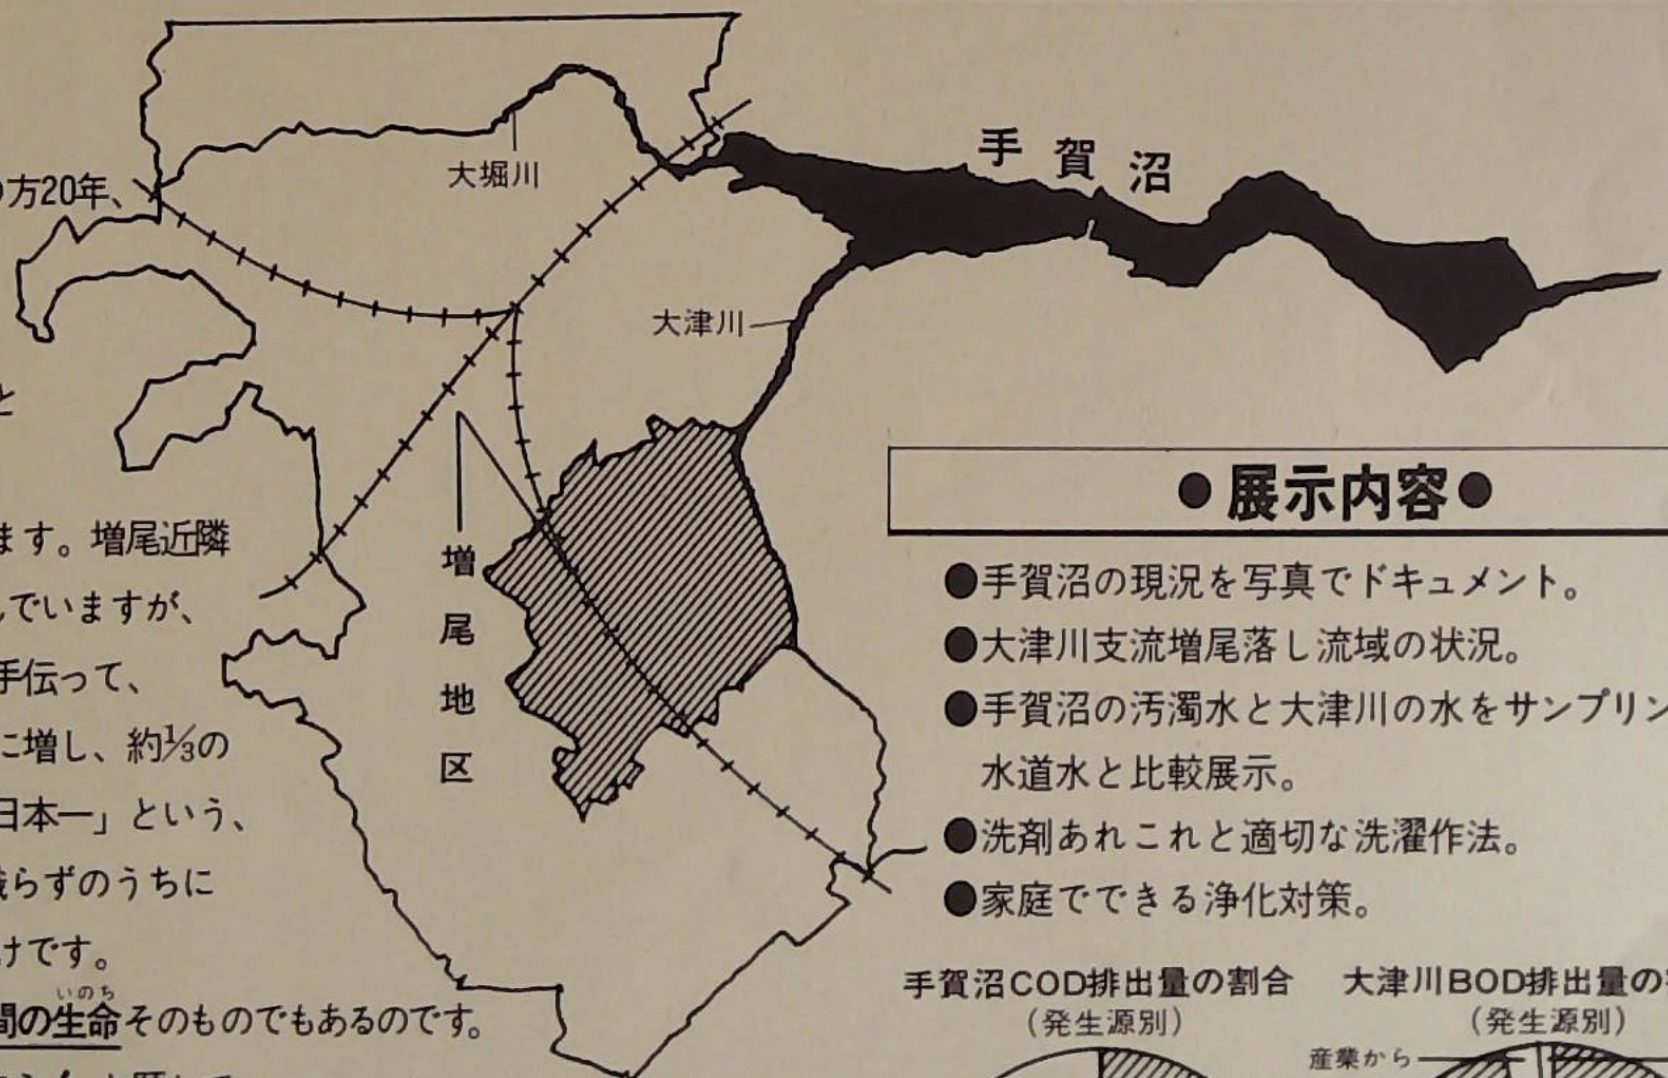 の方20年、
大堀川
手賀沼
大津川
と
ます。増尾近隣
していますが、
手伝って、
に増し、約⅓の
日本一」という、
らずのうちに
けです。
いのち
間の生命そのものでもあるのです。
増尾地区
●展示内容●
●手賀沼の現況を写真でドキュメント。
●大津川支流増尾落し流域の状況。
●手賀沼の汚濁水と大津川の水をサンプリン
水道水と比較展示。
●洗剤あれこれと適切な洗濯作法。
●家庭でできる浄化対策。
手賀沼COD排出量の割合
(発生源別)
大津川BOD排出量の
(発生源別)
産業から